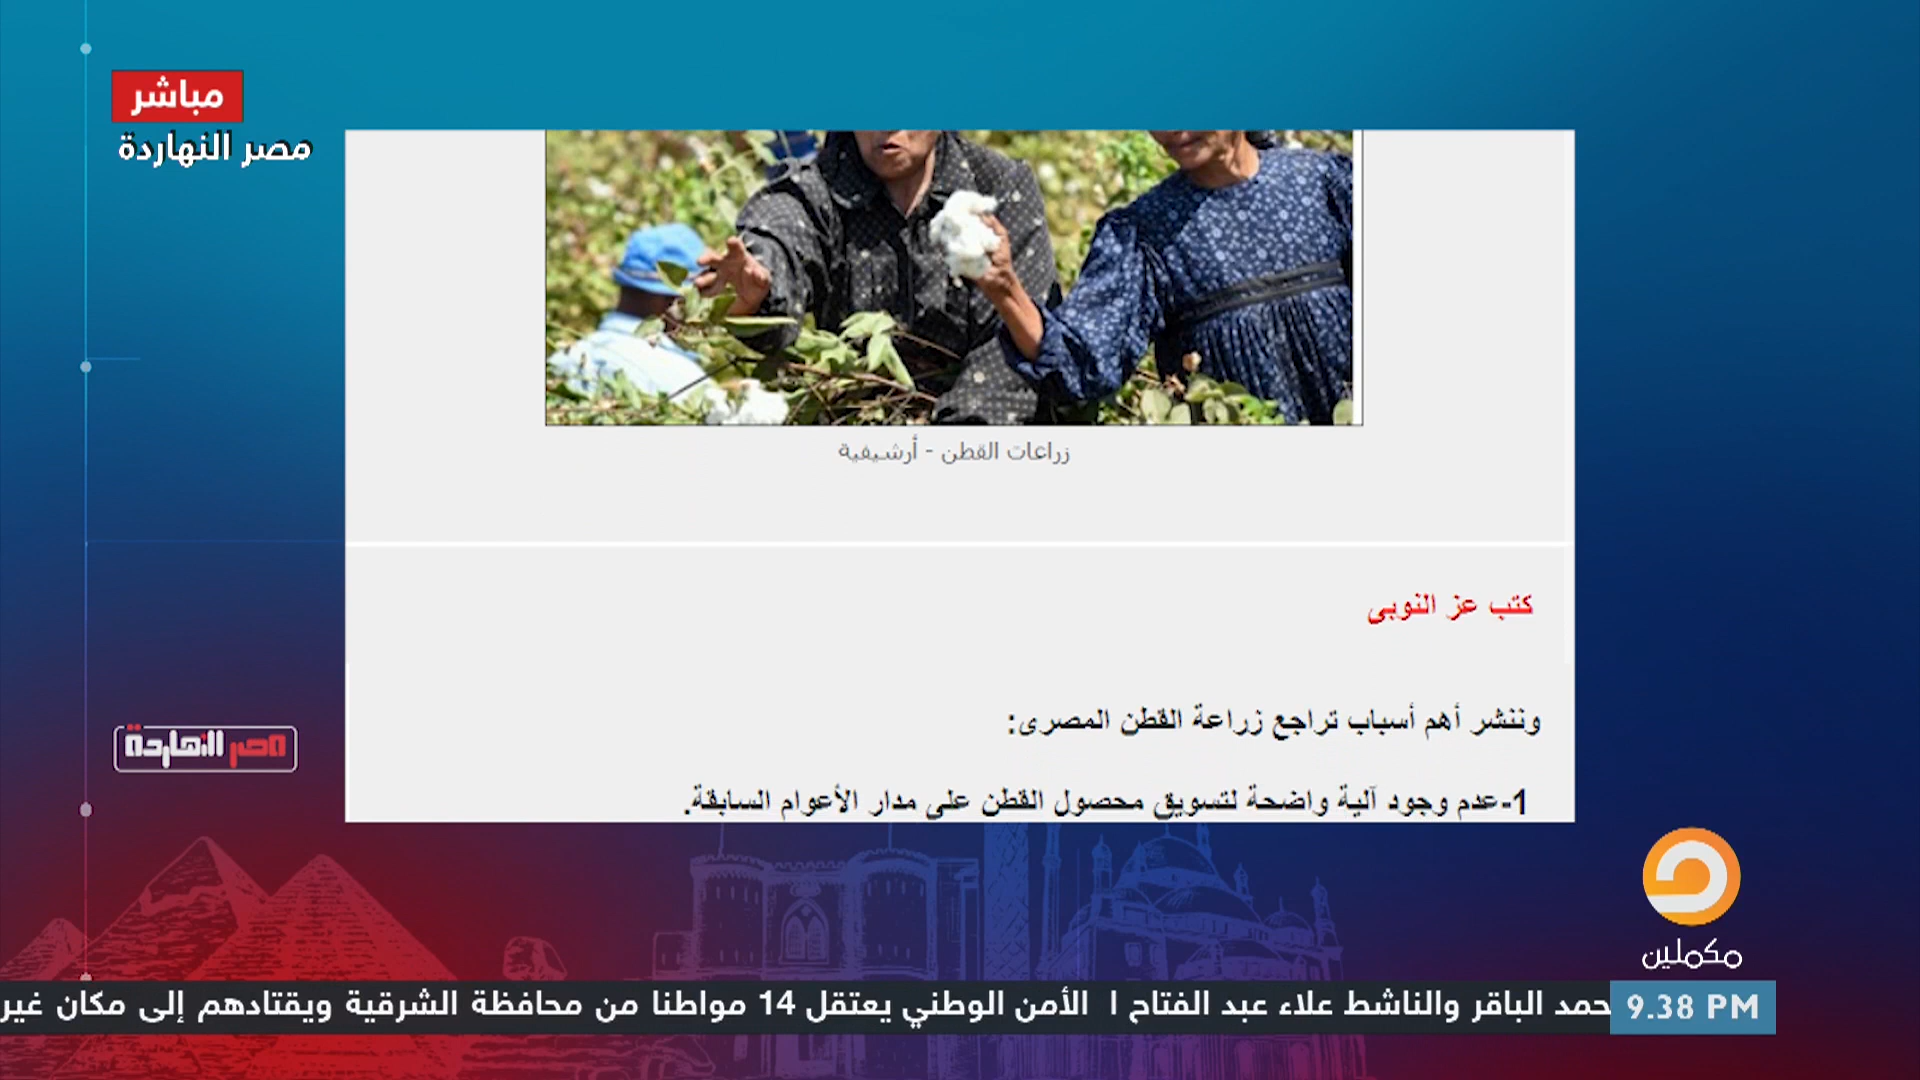 مباشر
مصر النهاردة
زراعات القطن - أرشيفية
كتب عز النوبى
وننشر أهم أسباب تراجع زراعة القطن المصرى:
1-عدم وجود آلية واضحة لتسويق محصول القطن على مدار الأعوام السابقة.
مصر النهاردة
مكملين
حمد الباقر والناشط علاء عبد الفتاح ا الأمن الوطني يعتقل 14 مواطنا من محافظة الشرقية ويقتادهم إلى مكان غير
9.38 PM